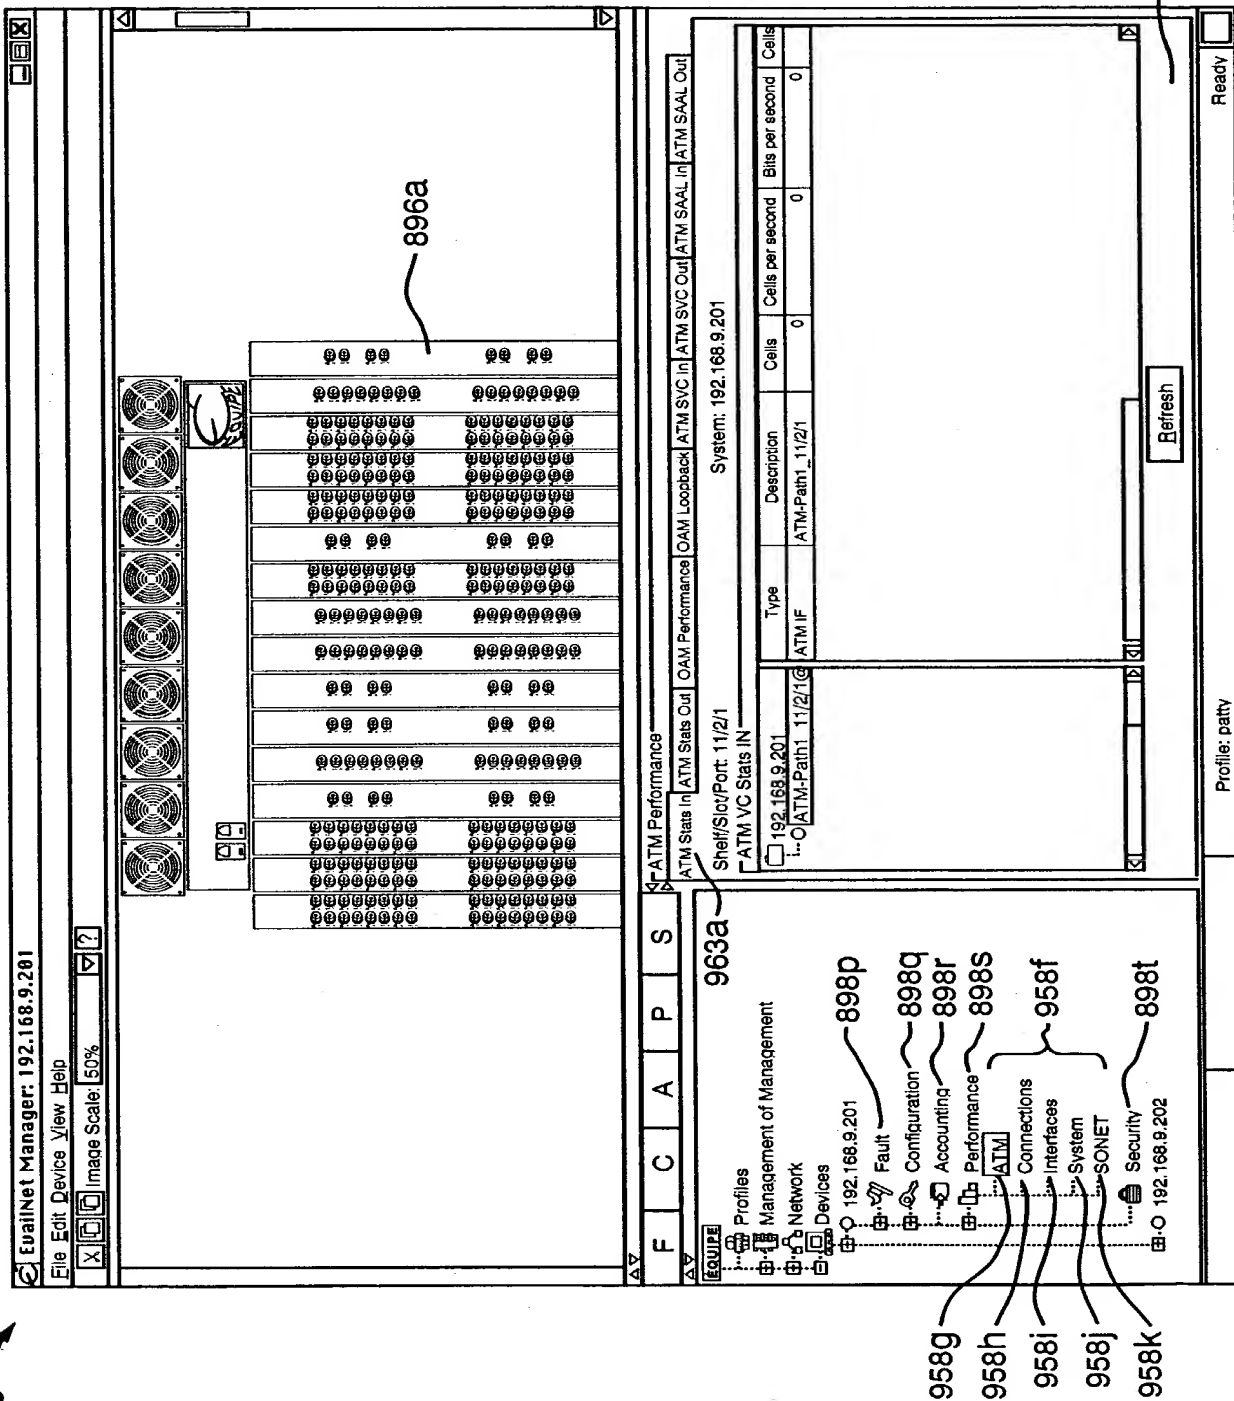 EuailNet Manager: 192.168.9.201
File Edit Device View Help
Image Scale: 50%
?
EQUIPE
896a
F C A P S
EQUIPE
Profiles
Management of Management
Network
Devices
192.168.9.201
Fault
Configuration
Accounting
Performance
ATM
Connections
Interfaces
System
SONET
Security
192.168.9.202
898p
898q
898r
898s
958f
898t
958g
958h
958i
958j
958k
963a
ATM Performance
ATM Stats In ATM Stats Out OAM Performance OAM Loopback ATM SVC In ATM SVC Out ATM SAAL In ATM SAAL Out
Shelf/Slot/Port: 11/2/1 System: 192.168.9.201
ATM VC Stats IN
192.168.9.201
ATM-Path1_11/2/1@
Type Description Cells Cells per second Bits per second Cells
ATM IF ATM-Path1_11/2/1 0 0 0
Refresh
Profile: patty
Ready